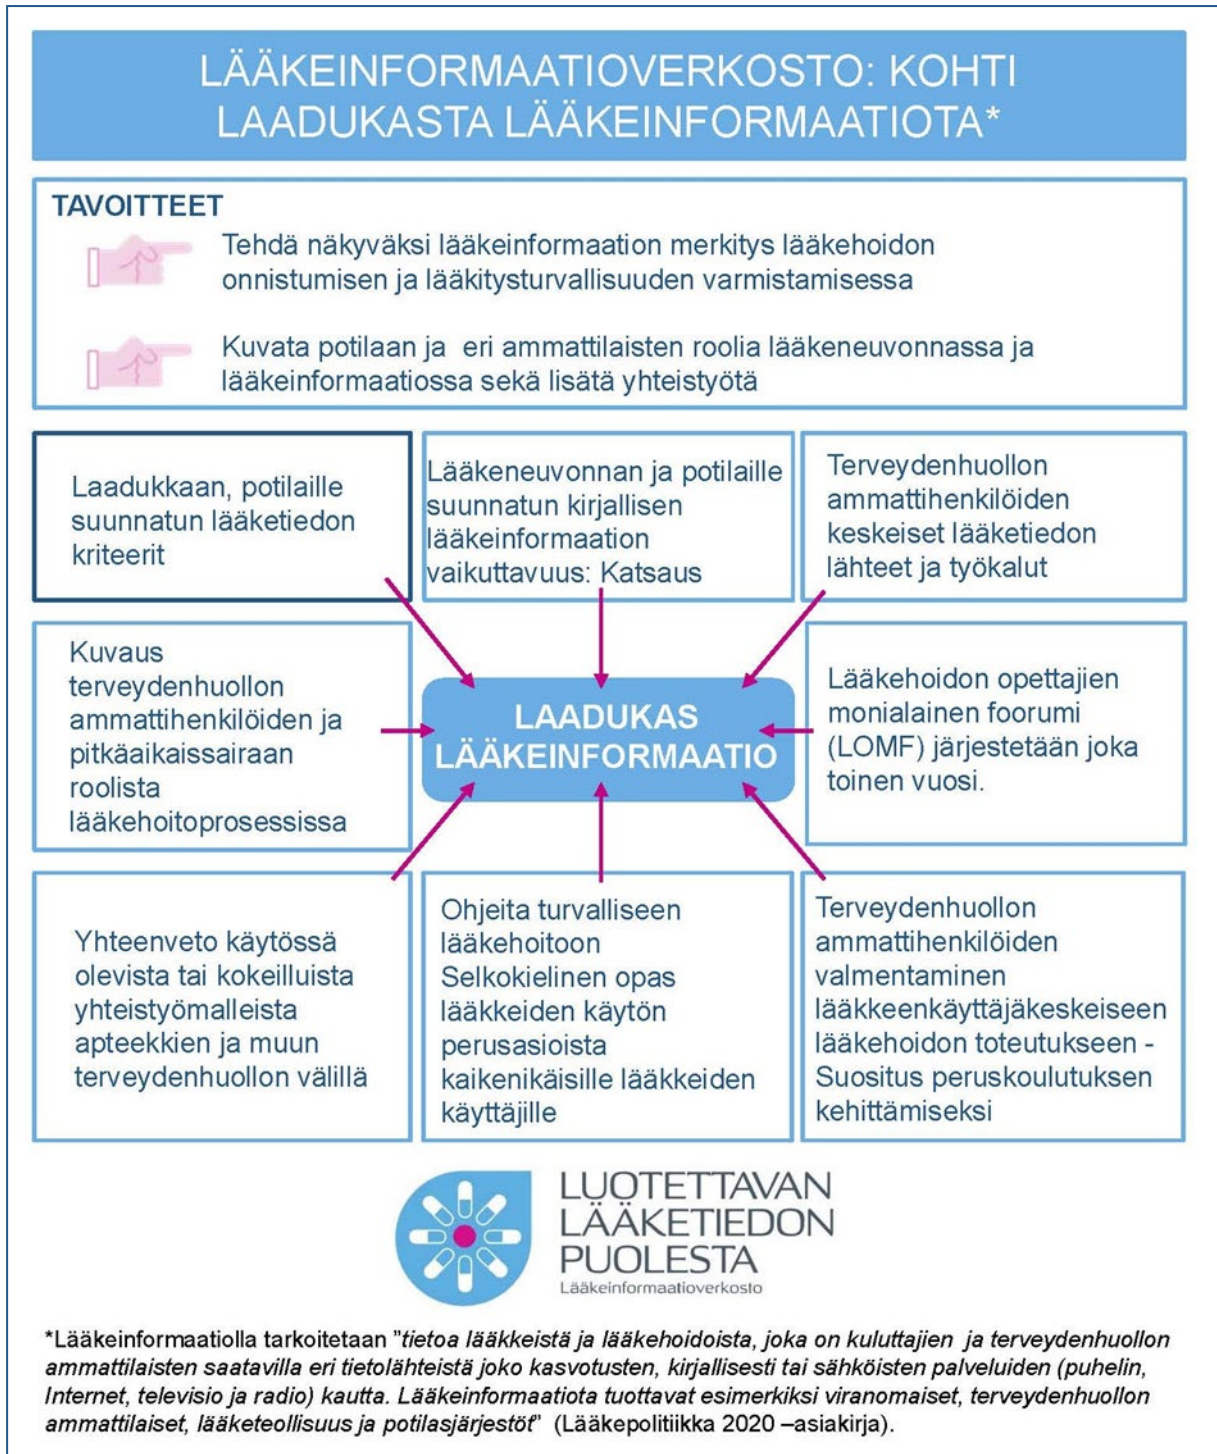 LÄÄKEINFORMAATIOVERKOSTO: KOHTI
LAADUKASTA LÄÄKEINFORMAATIOTA*
TAVOITTEET
Tehdä näkyväksi lääkeinformaation merkitys lääkehoidon
onnistumisen ja lääkitysturvallisuuden varmistamisessa
Kuvata potilaan ja  eri ammattilaisten roolia lääkeneuvonnassa ja
lääkeinformaatiossa sekä lisätä yhteistyötä
Laadukkaan, potilaille
suunnatun lääketiedon
kriteerit
Lääkeneuvonnan ja potilaille
suunnatun kirjallisen
lääkeinformaation
vaikuttavuus: Katsaus
Terveydenhuollon
ammattihenkilöiden
keskeiset lääketiedon
lähteet ja työkalut
Kuvaus
terveydenhuollon
ammattihenkilöiden ja
pitkäaikaissairaan
roolista
lääkehoitoprosessissa
LAADUKAS
LÄÄKEINFORMAATIO
Lääkehoidon opettajien
monialainen foorumi
(LOMF) järjestetään joka
toinen vuosi.
Yhteenveto käytössä
olevista tai kokeilluista
yhteistyömalleista
apteekkien ja muun
terveydenhuollon välillä
Ohjeita turvalliseen
lääkehoitoon
Selkokielinen opas
lääkkeiden käytön
perusasioista
kaikenikäisille lääkkeiden
käyttäjille
Terveydenhuollon
ammattihenkilöiden
valmentaminen
lääkkeenkäyttäjäkeskeiseen
lääkehoidon toteutukseen -
Suositus peruskoulutuksen
kehittämiseksi
LUOTETTAVAN
LÄÄKETIEDON
PUOLESTA
Lääkeinformaatioverkosto
*Lääkeinformaatiolla tarkoitetaan "tietoa lääkkeistä ja lääkehoidoista, joka on kuluttajien  ja terveydenhuollon
ammattilaisten saatavilla eri tietolähteistä joko kasvotusten, kirjallisesti tai sähköisten palveluiden (puhelin,
Internet, televisio ja radio) kautta. Lääkeinformaatiota tuottavat esimerkiksi viranomaiset, terveydenhuollon
ammattilaiset, lääketeollisuus ja potilasjärjestöt"  (Lääkepolitiikka 2020 –asiakirja).